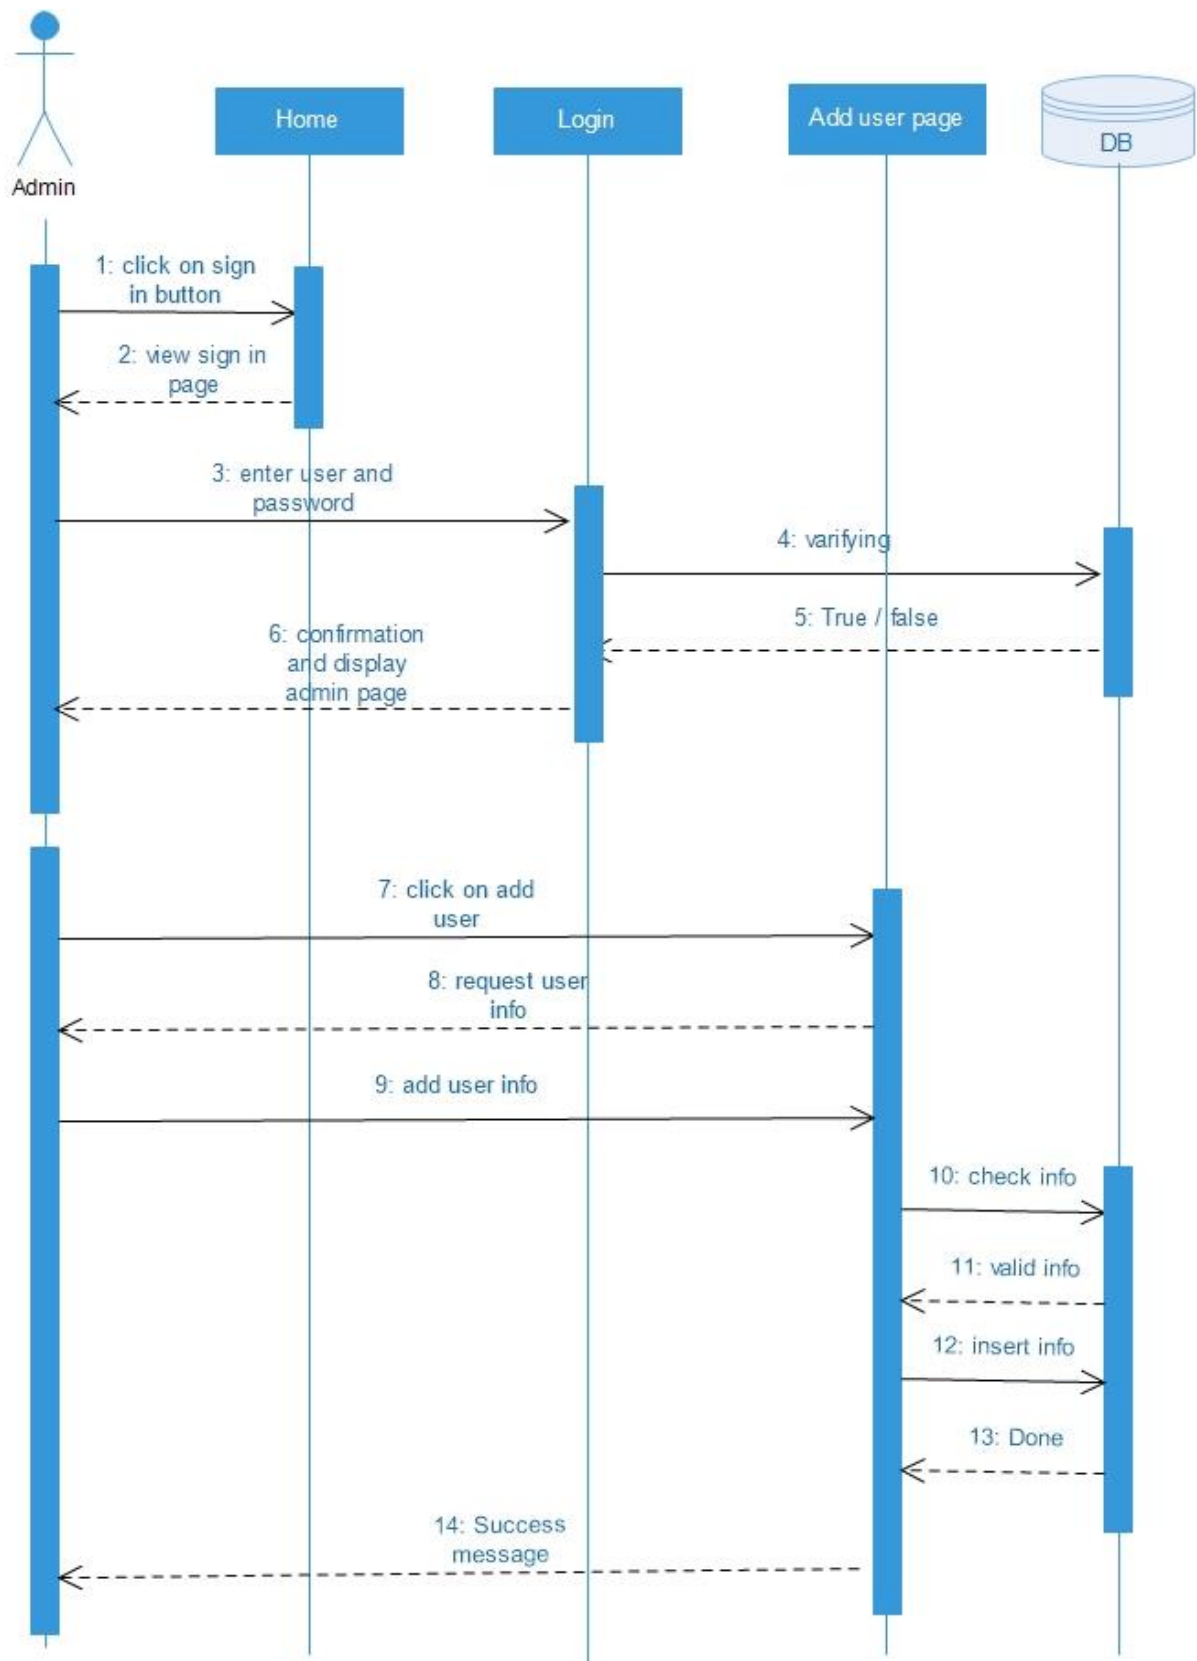 Home
Login
Add user page
DB
Admin
1: click on sign
in button
2: view sign in
page
3: enter user and
password
4: varifying
5: True / false
6: confirmation
and display
admin page
7: click on add
user
8: request user
info
9: add user info
10: check info
11: valid info
12: insert info
13: Done
14: Success
message